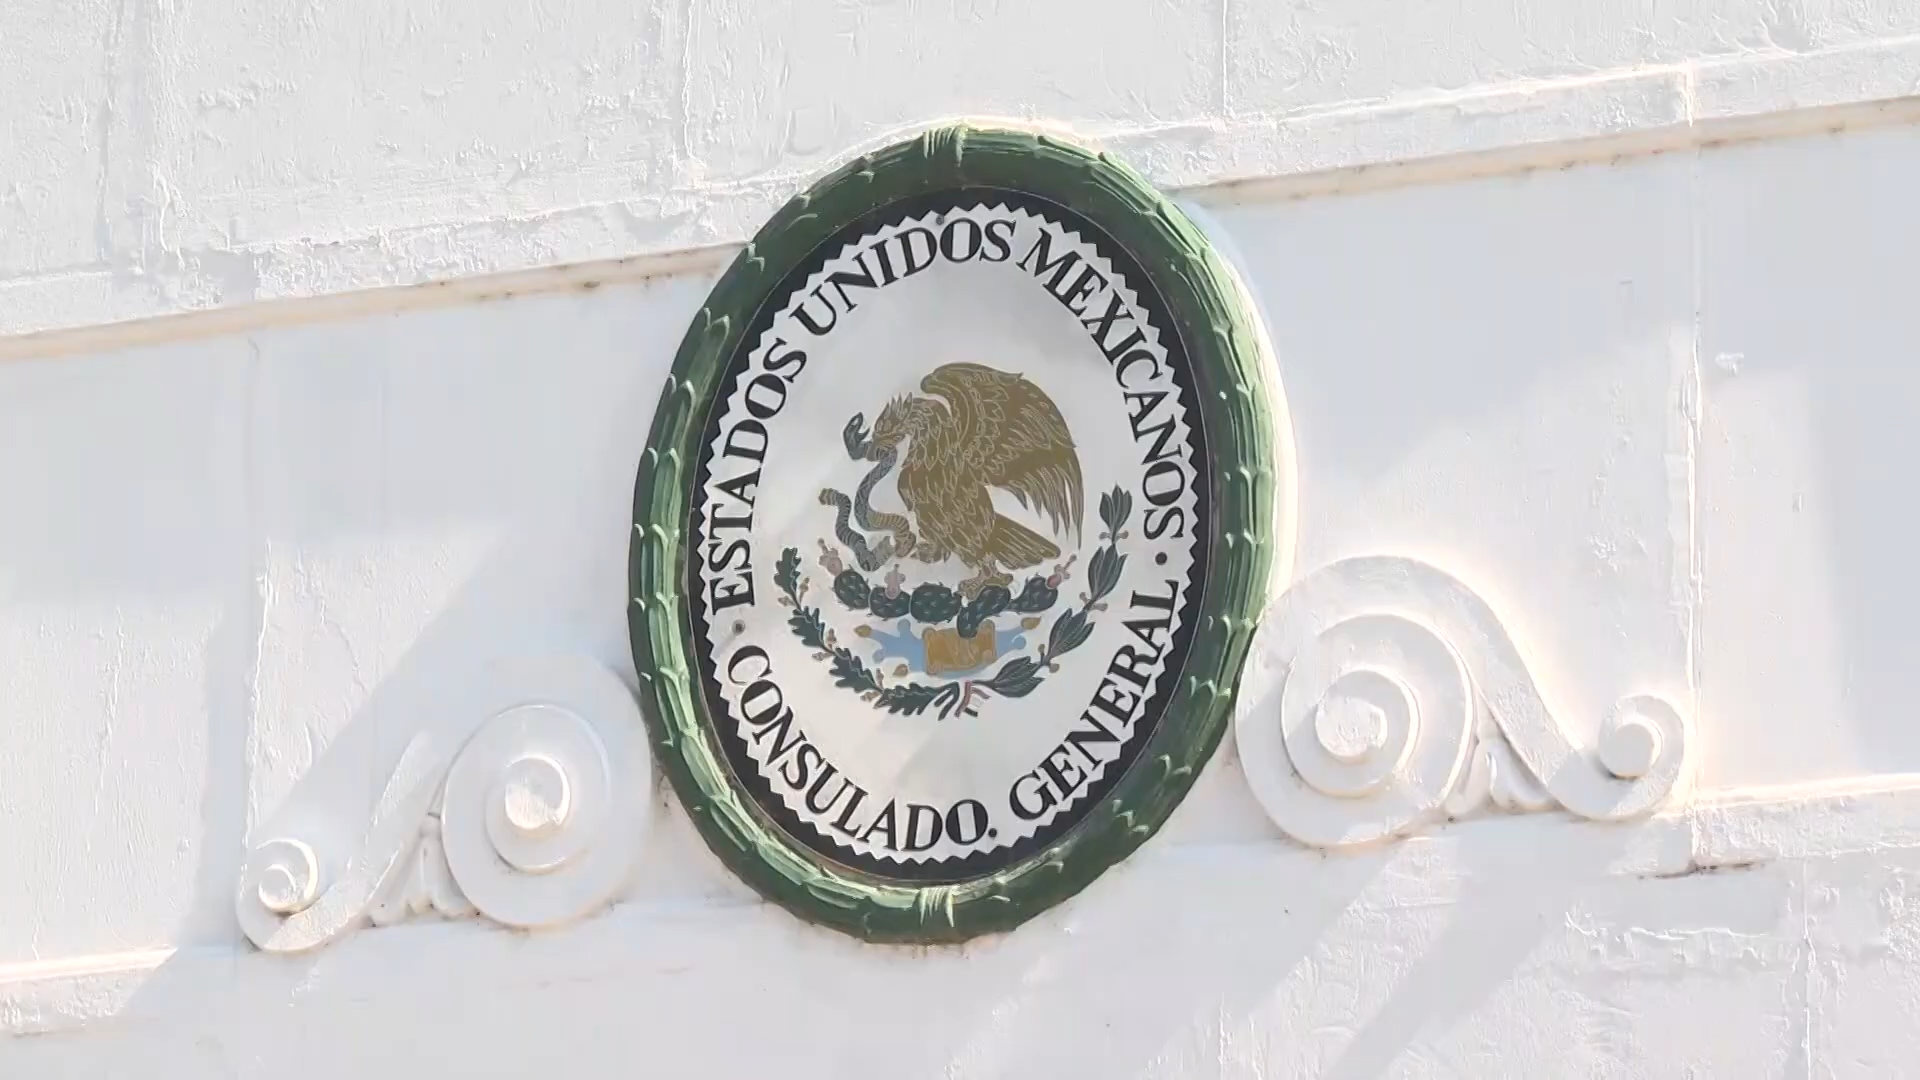 • ESTADOS UNIDOS MEXICANOS •
CONSULADO. GENERAL